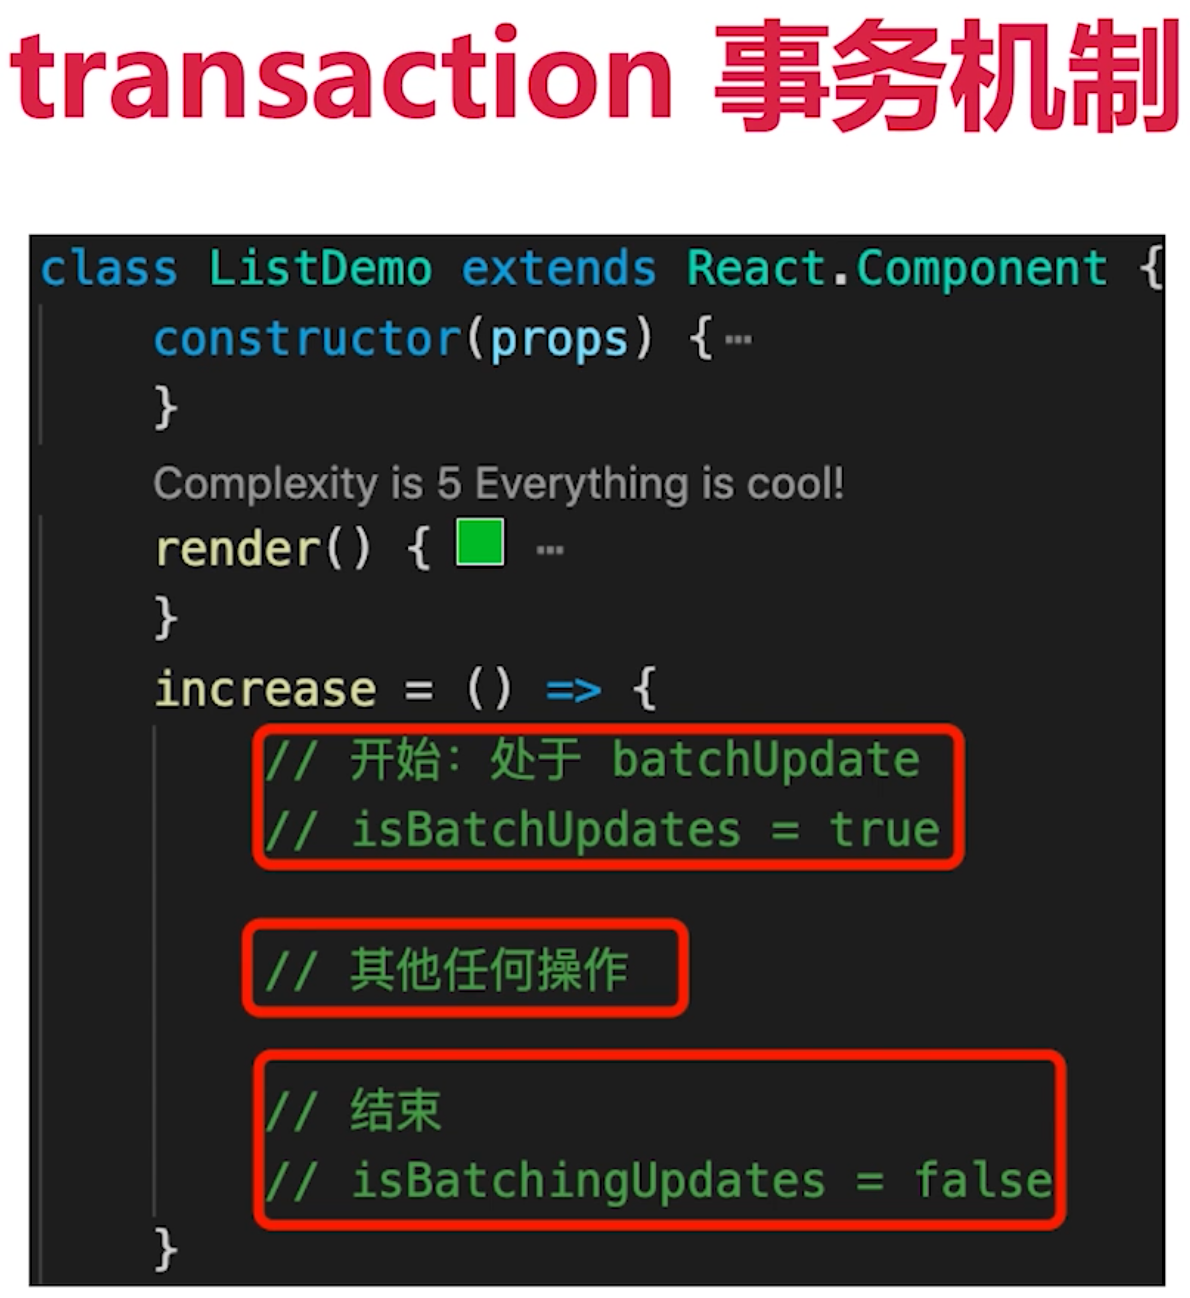 transaction 事务机制
class ListDemo extends React.Component {
constructor(props) {⋯
}
Complexity is 5 Everything is cool!
render() { ⋯
}
increase = () => {
// 开始：处于 batchUpdate
// isBatchUpdates = true
// 其他任何操作
// 结束
// isBatchingUpdates = false
}